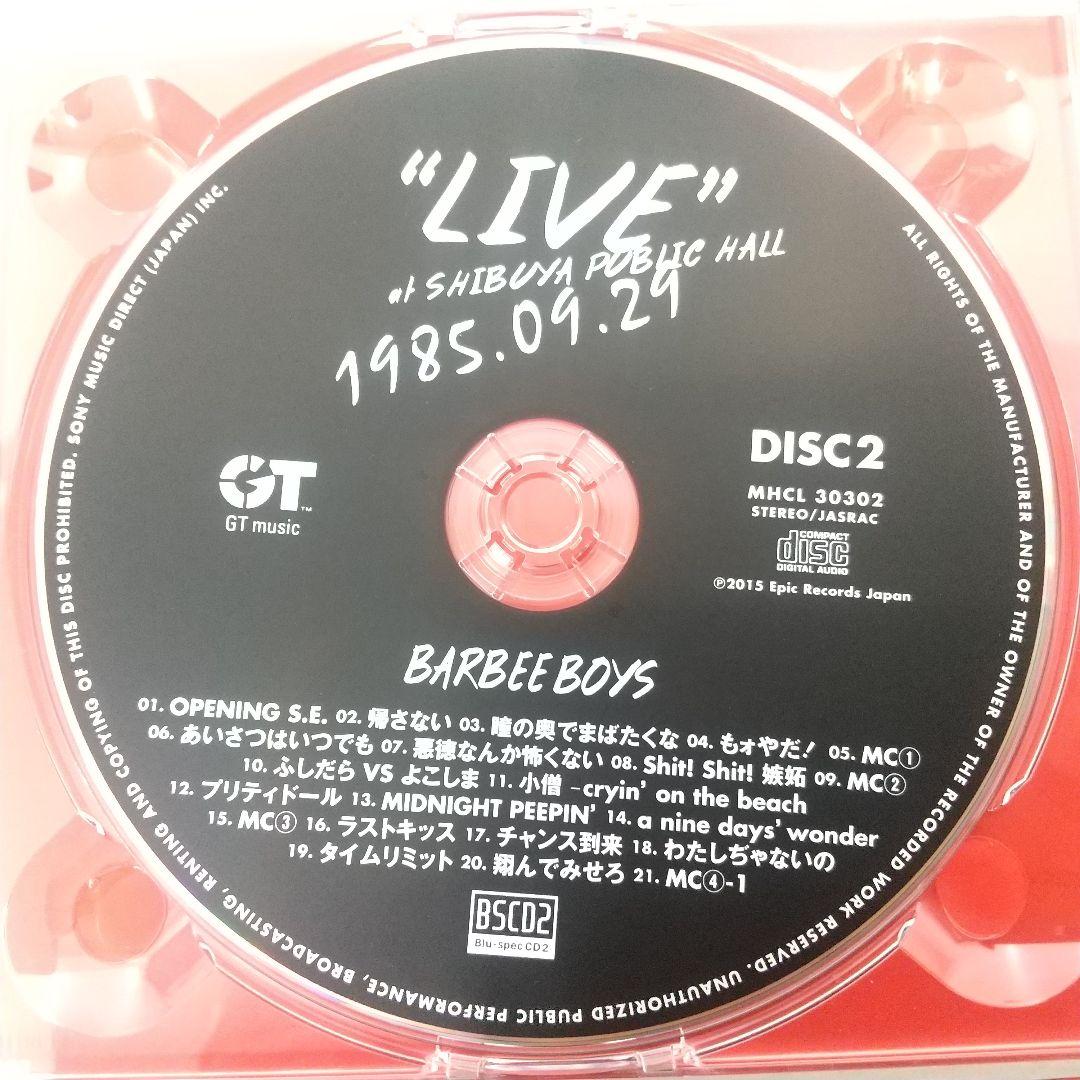 “LIVE”
at SHIBUYA PUBLIC HALL
1985.09.29
GT™
GT music
DISC2
MHCL 30302
STEREO/JASRAC
COMPACT
disc
DIGITAL AUDIO
℗2015 Epic Records Japan
BARBEE BOYS
01. OPENING S.E. 02. 帰さない 03. 瞳の奥でまばたくな 04. もォやだ! 05. MC①
06. あいさつはいつでも 07. 悪徳なんか怖くない 08. Shit! Shit! 嫉妬 09. MC②
10. ふしだら VS よこしま 11. 小僧 –cryin’ on the beach
12. プリティドール 13. MIDNIGHT PEEPIN’ 14. a nine days’ wonder
15. MC③ 16. ラストキッス 17. チャンス到来 18. わたしぢゃないの
19. タイムリミット 20. 翔んでみせろ 21. MC④-1
BSCD2
Blu-spec CD2
ALL RIGHTS OF THE MANUFACTURER AND OF THE OWNER OF THE RECORDED WORK RESERVED. UNAUTHORIZED PUBLIC PERFORMANCE, BROADCASTING, RENTING AND COPYING OF THIS DISC PROHIBITED. SONY MUSIC DIRECT (JAPAN) INC.